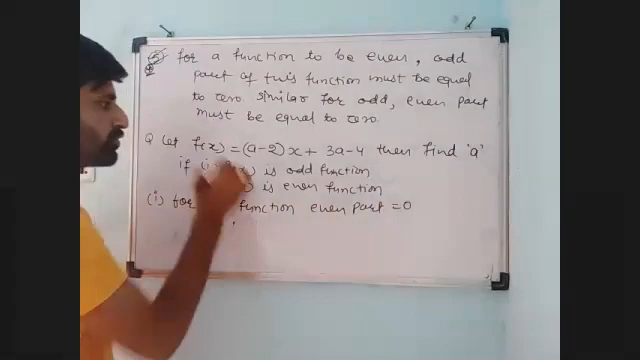 for a function to be even, odd
part of this function must be equal
to zero similar for odd, even part
must be equal to zero.
Q Let f(x) = (a-2)x + 3a-4 then find 'a'
if (i) x) is odd function
) is even function
(i) for function even part = 0